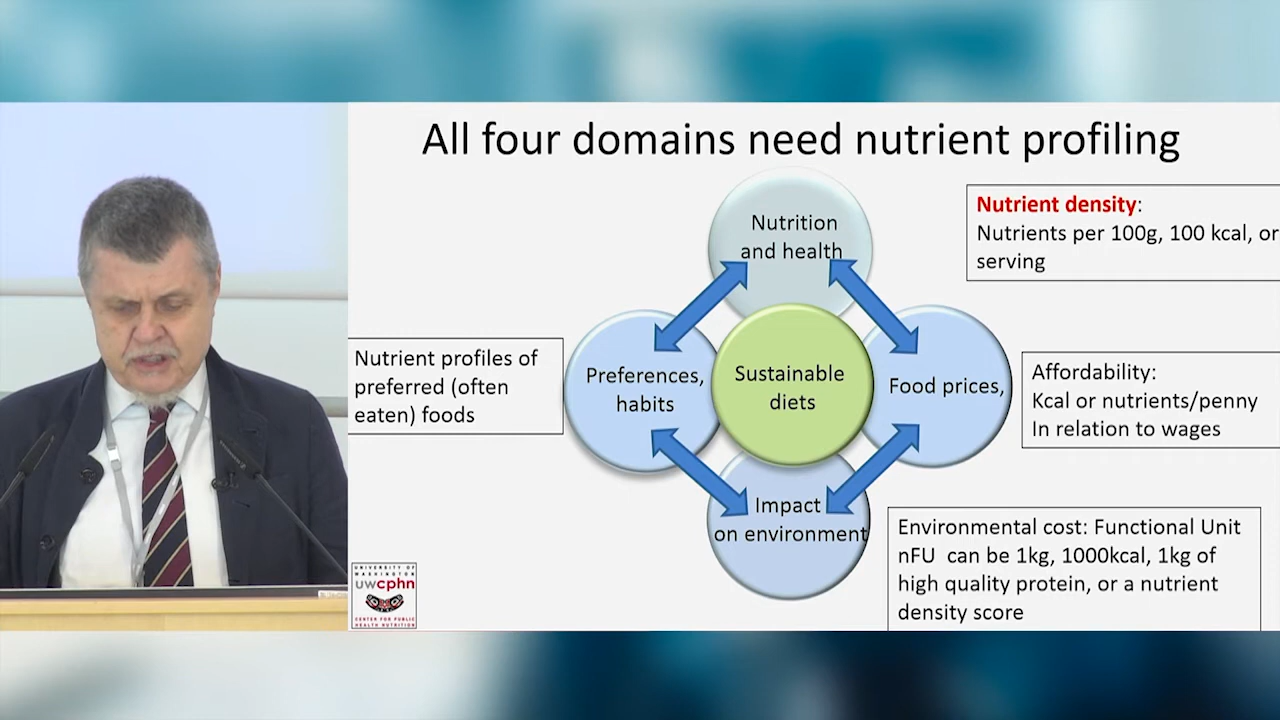 All four domains need nutrient profiling
Nutrition
and health
Nutrient density:
Nutrients per 100g, 100 kcal, or
serving
Nutrient profiles of
preferred (often
eaten) foods
Preferences,
habits
Sustainable
diets
Food prices,
Affordability:
Kcal or nutrients/penny
In relation to wages
Impact
on environment
Environmental cost: Functional Unit
nFU can be 1kg, 1000kcal, 1kg of
high quality protein, or a nutrient
density score
UNIVERSITY OF
WASHINGTON
uwcphn
CENTER FOR PUBLIC
HEALTH NUTRITION